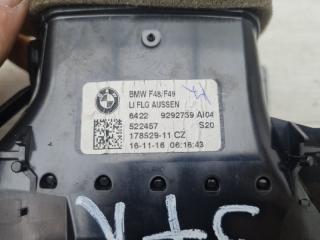 BMW F48/F49
LI FLG AUSSEN
6422 9292739 AI04
522457 S20
178529-11 CZ
16-11-16 06:16:43